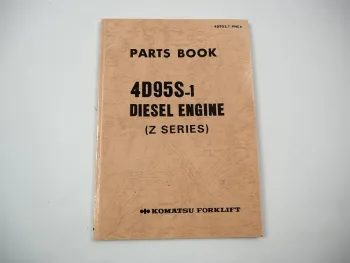 PARTS BOOK
4D95S-1
DIESEL ENGINE
(Z SERIES)
KOMATSU FORKLIFT